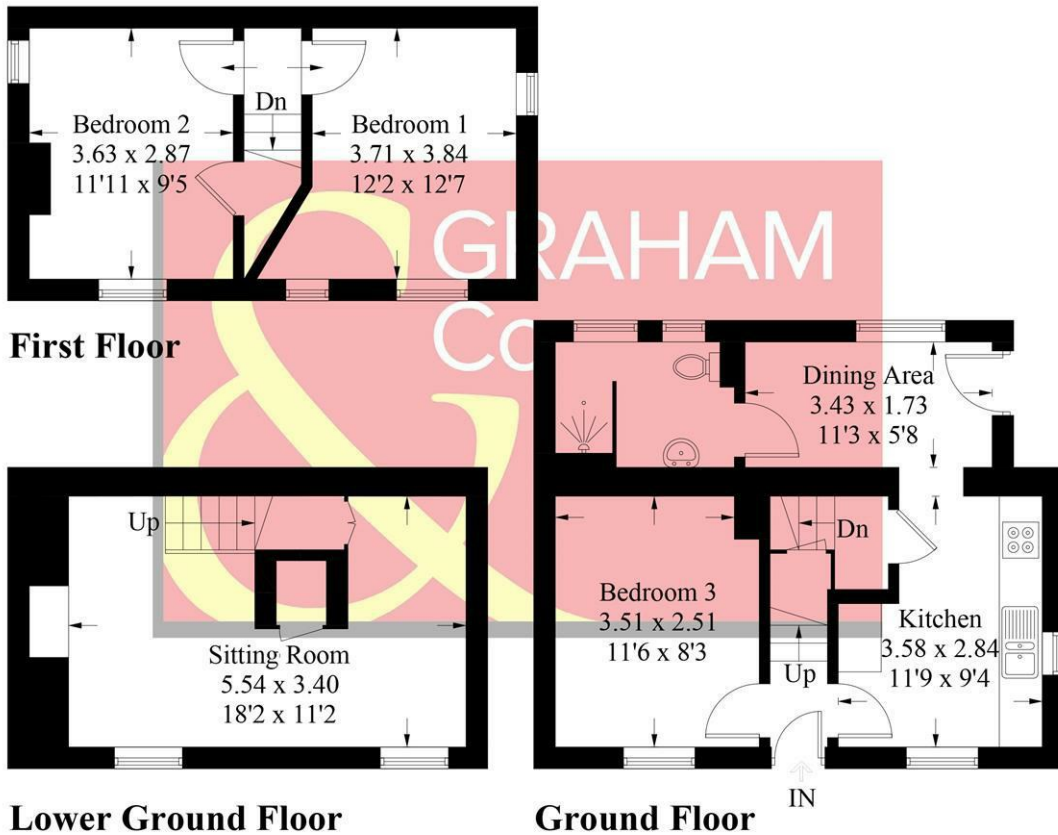 Bedroom 2
3.63 x 2.87
11'11 x 9'5
Dn
Bedroom 1
3.71 x 3.84
12'2 x 12'7
First Floor
&
GRAHAM
Co
Dining Area
3.43 x 1.73
11'3 x 5'8
Up
Sitting Room
5.54 x 3.40
18'2 x 11'2
Lower Ground Floor
Dn
Bedroom 3
3.51 x 2.51
11'6 x 8'3
Up
Kitchen
3.58 x 2.84
11'9 x 9'4
IN
Ground Floor